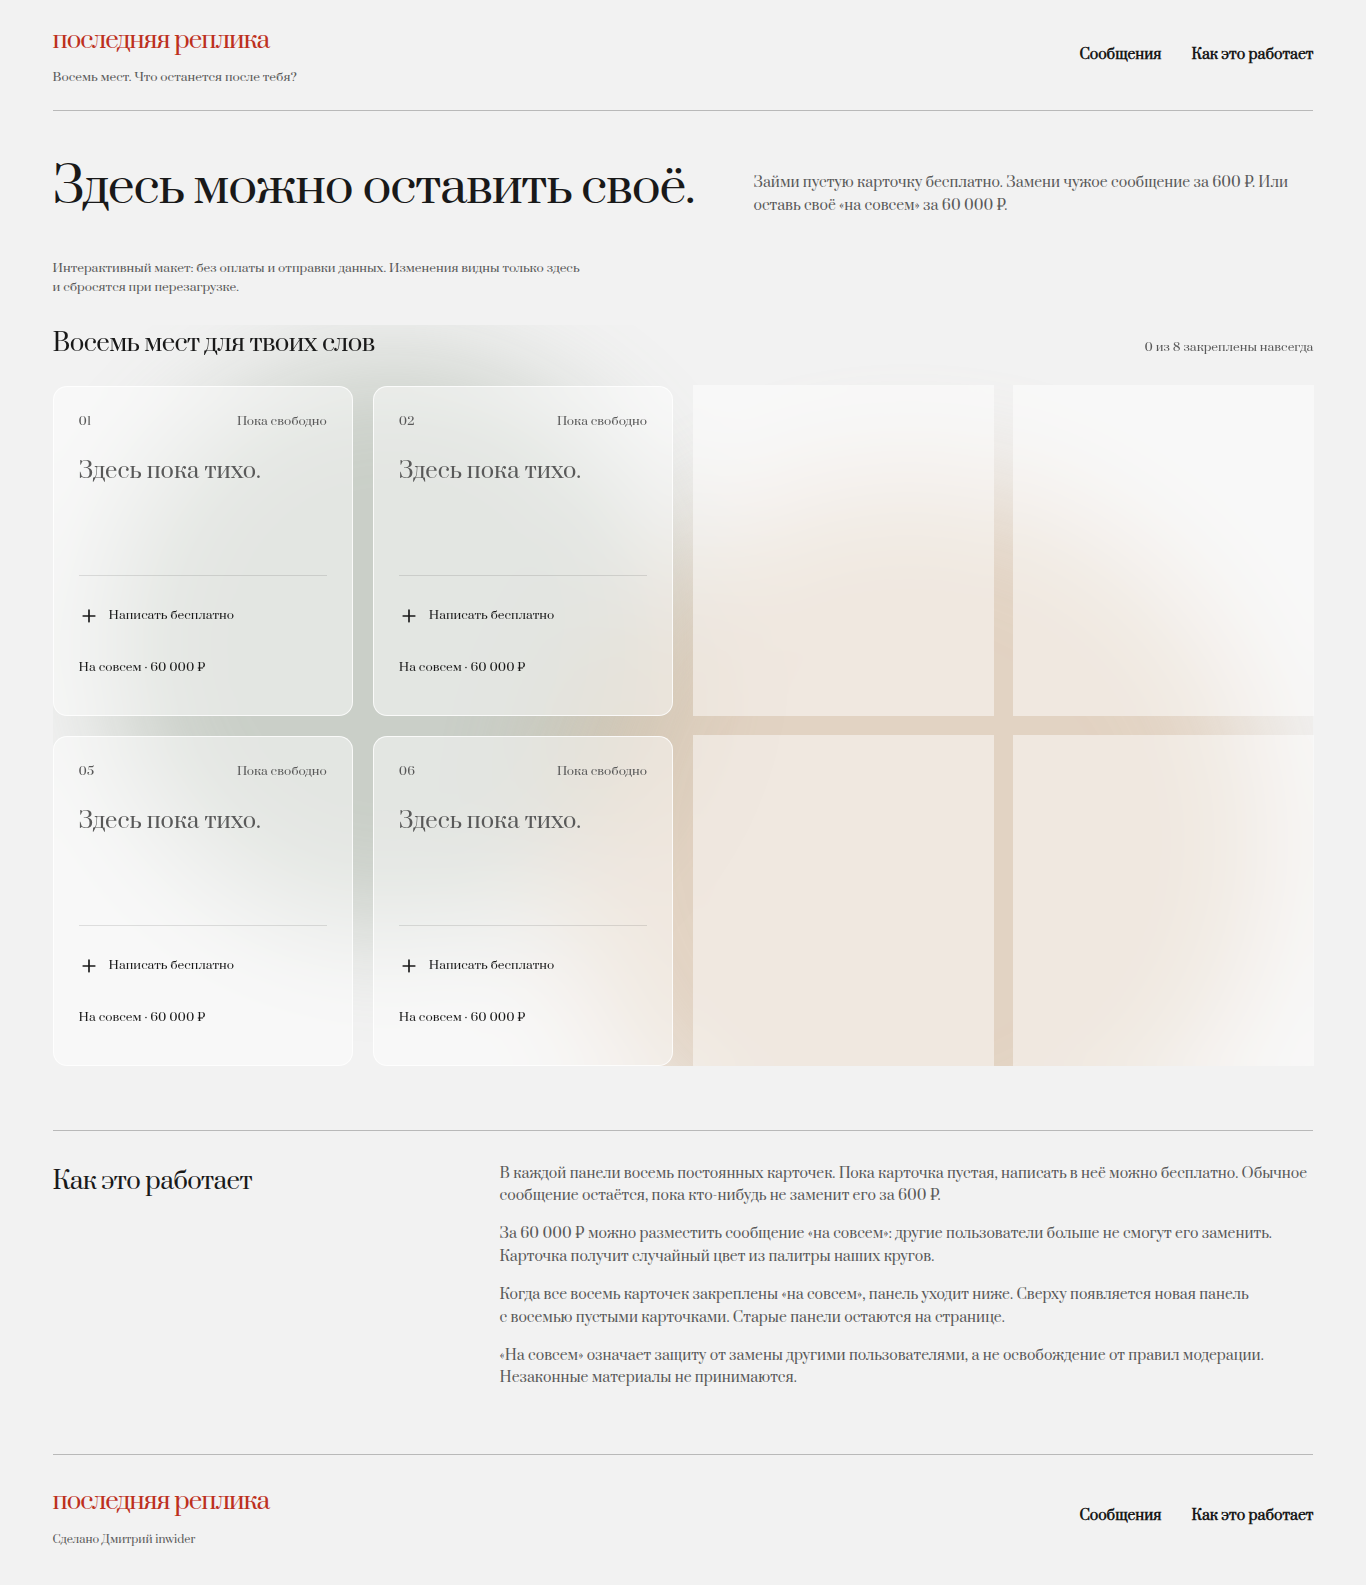 последняя реплика
Восемь мест. Что останется после тебя?
Сообщения
Как это работает
Здесь можно оставить своё.
Займи пустую карточку бесплатно. Замени чужое сообщение за 600 ₽. Или
оставь своё «на совсем» за 60 000 ₽.
Интерактивный макет: без оплаты и отправки данных. Изменения видны только здесь
и сбросятся при перезагрузке.
Восемь мест для твоих слов
0 из 8 закреплены навсегда
01
Пока свободно
Здесь пока тихо.
Написать бесплатно
На совсем · 60 000 ₽
02
Пока свободно
Здесь пока тихо.
Написать бесплатно
На совсем · 60 000 ₽
05
Пока свободно
Здесь пока тихо.
Написать бесплатно
На совсем · 60 000 ₽
06
Пока свободно
Здесь пока тихо.
Написать бесплатно
На совсем · 60 000 ₽
Как это работает
В каждой панели восемь постоянных карточек. Пока карточка пустая, написать в неё можно бесплатно. Обычное
сообщение остаётся, пока кто-нибудь не заменит его за 600 ₽.
За 60 000 ₽ можно разместить сообщение «на совсем»: другие пользователи больше не смогут его заменить.
Карточка получит случайный цвет из палитры наших кругов.
Когда все восемь карточек закреплены «на совсем», панель уходит ниже. Сверху появляется новая панель
с восемью пустыми карточками. Старые панели остаются на странице.
«На совсем» означает защиту от замены другими пользователями, а не освобождение от правил модерации.
Незаконные материалы не принимаются.
последняя реплика
Сделано Дмитрий inwider
Сообщения
Как это работает